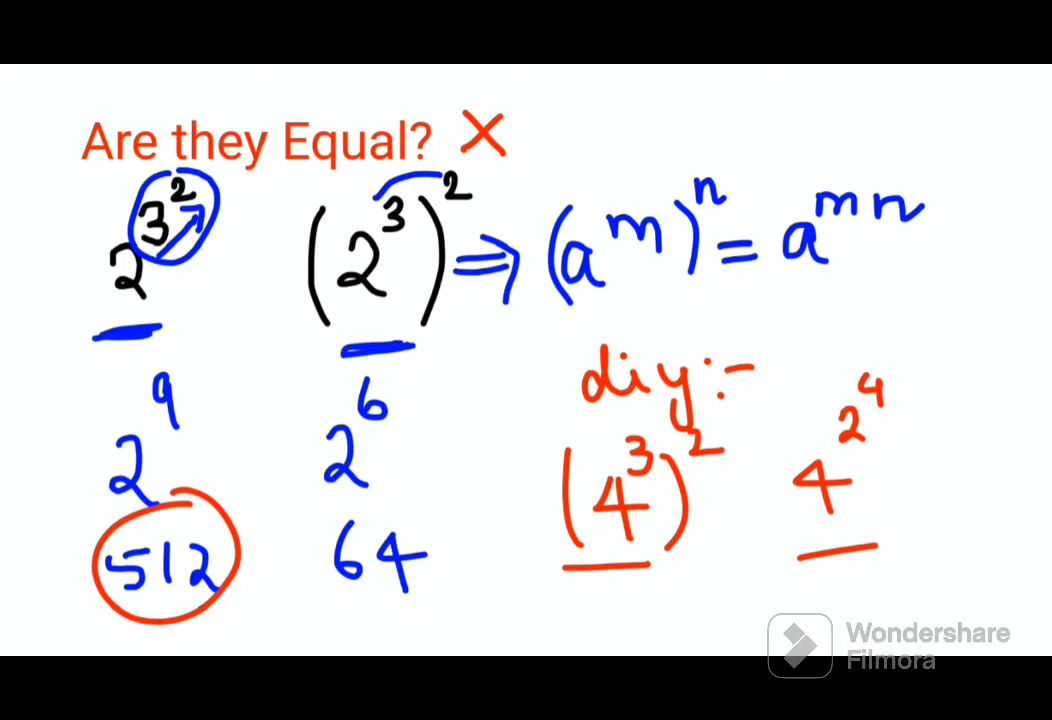 Are they Equal? ×
2^3^2 (2^3)^2 ⇒ (a^m)^n = a^mn
diy:-
2^9 2^6 (4^3)^2 4^2^4
512 64
Wondershare
Filmora